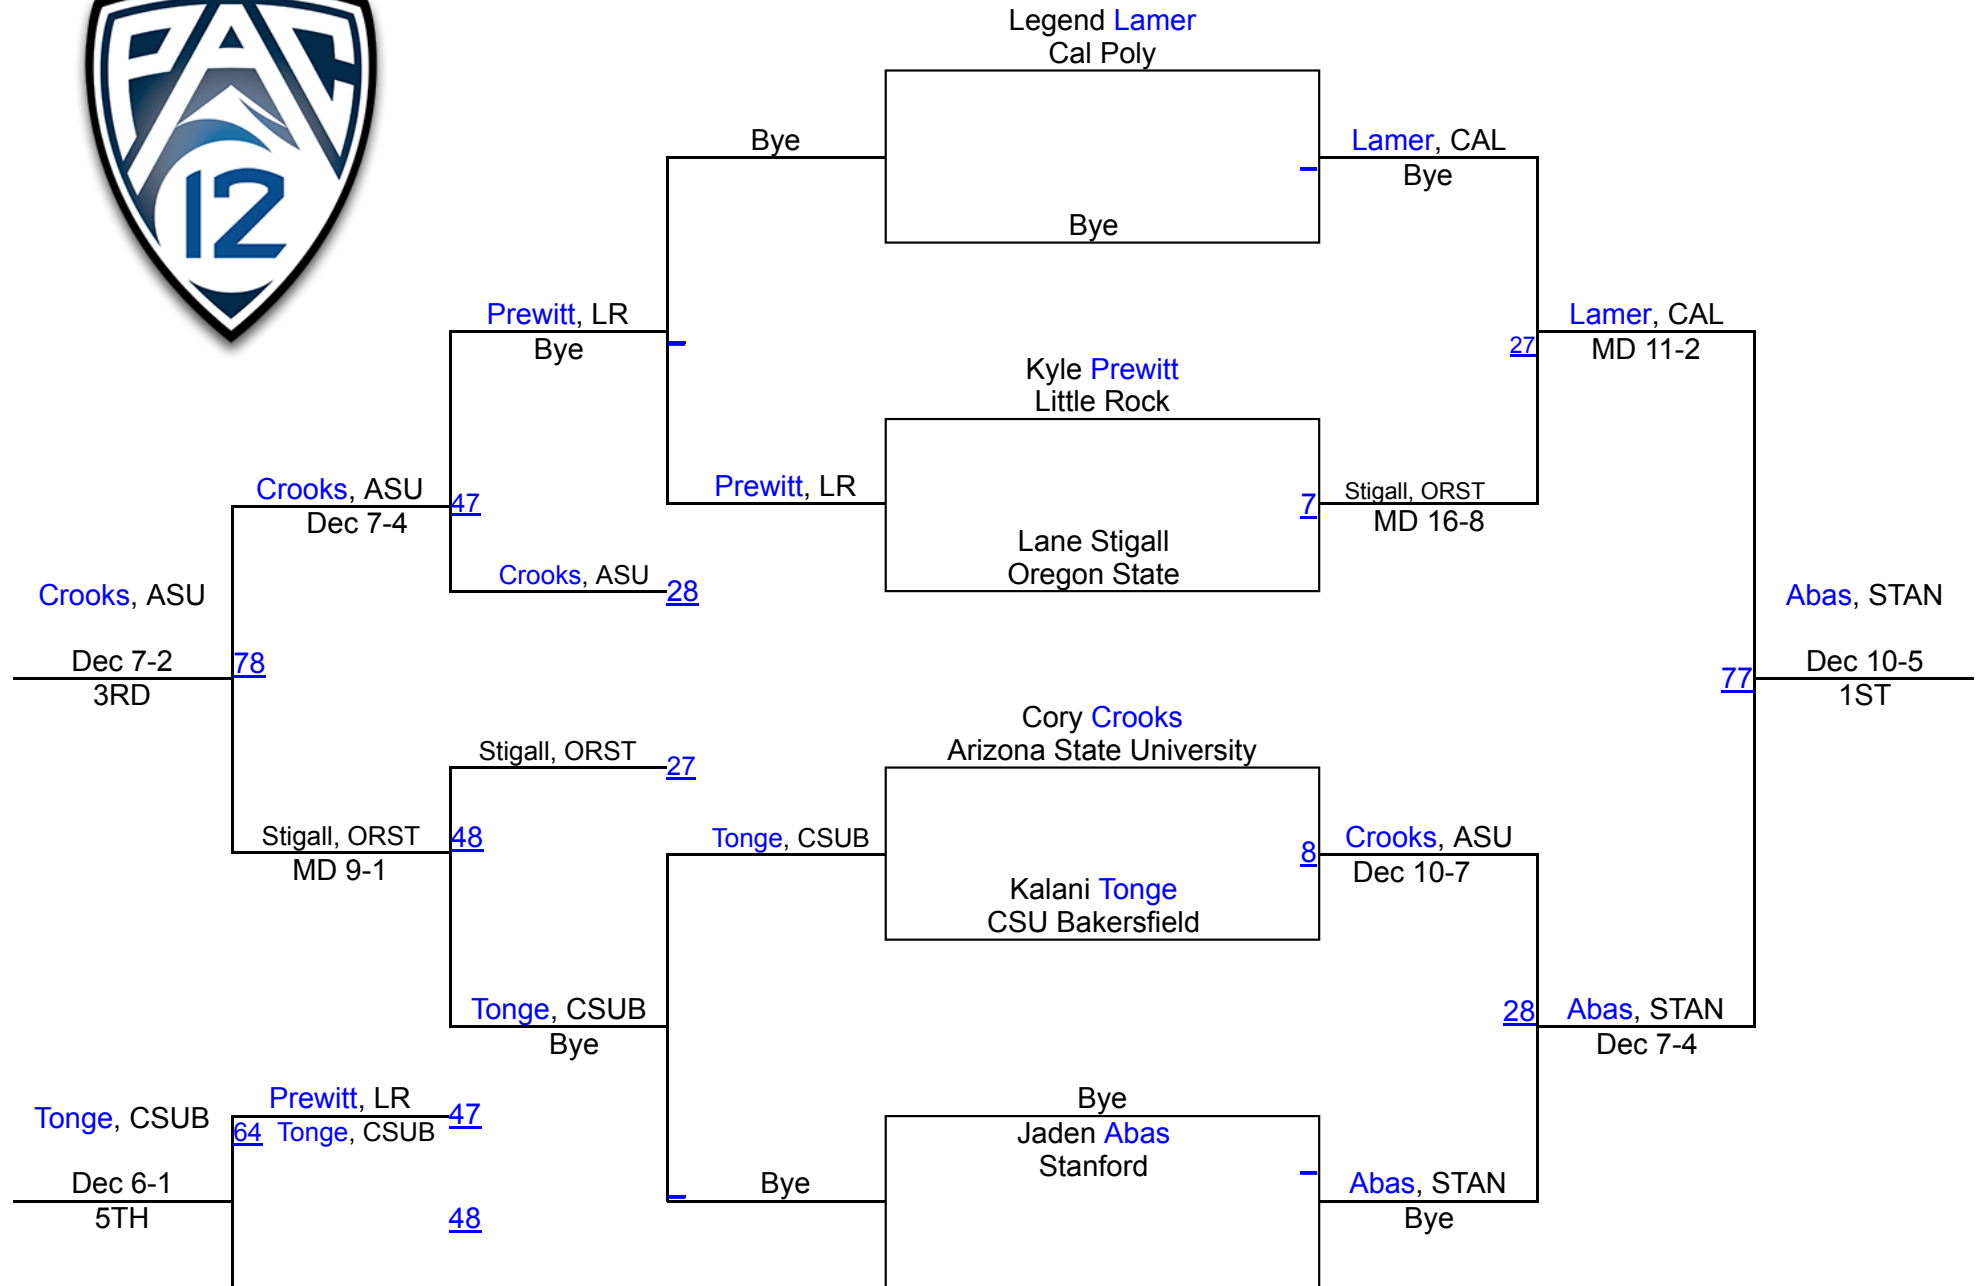 PAC
12
Legend Lamer
Cal Poly
Bye
Lamer, CAL
Bye
Bye
Prewitt, LR
Bye
Lamer, CAL
27
MD 11-2
Kyle Prewitt
Little Rock
Crooks, ASU
47
Dec 7-4
Prewitt, LR
7
Stigall, ORST
MD 16-8
Lane Stigall
Oregon State
Crooks, ASU
28
Crooks, ASU
Abas, STAN
Dec 7-2
78
3RD
77
Dec 10-5
1ST
Cory Crooks
Arizona State University
Stigall, ORST
27
Stigall, ORST
48
MD 9-1
Tonge, CSUB
8
Crooks, ASU
Dec 10-7
Kalani Tonge
CSU Bakersfield
Tonge, CSUB
Bye
28
Abas, STAN
Dec 7-4
Tonge, CSUB
Prewitt, LR
47
64
Tonge, CSUB
Bye
Jaden Abas
Stanford
Dec 6-1
5TH
48
Bye
Abas, STAN
Bye